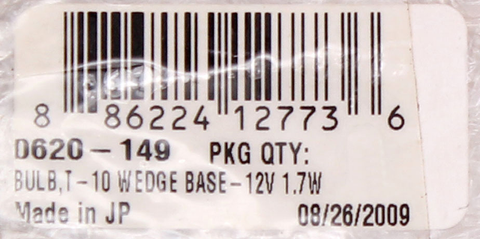 8 86224 12773 6
0620-149 PKG QTY:
BULB,T-10 WEDGE BASE-12V 1.7W
Made in JP 08/26/2009